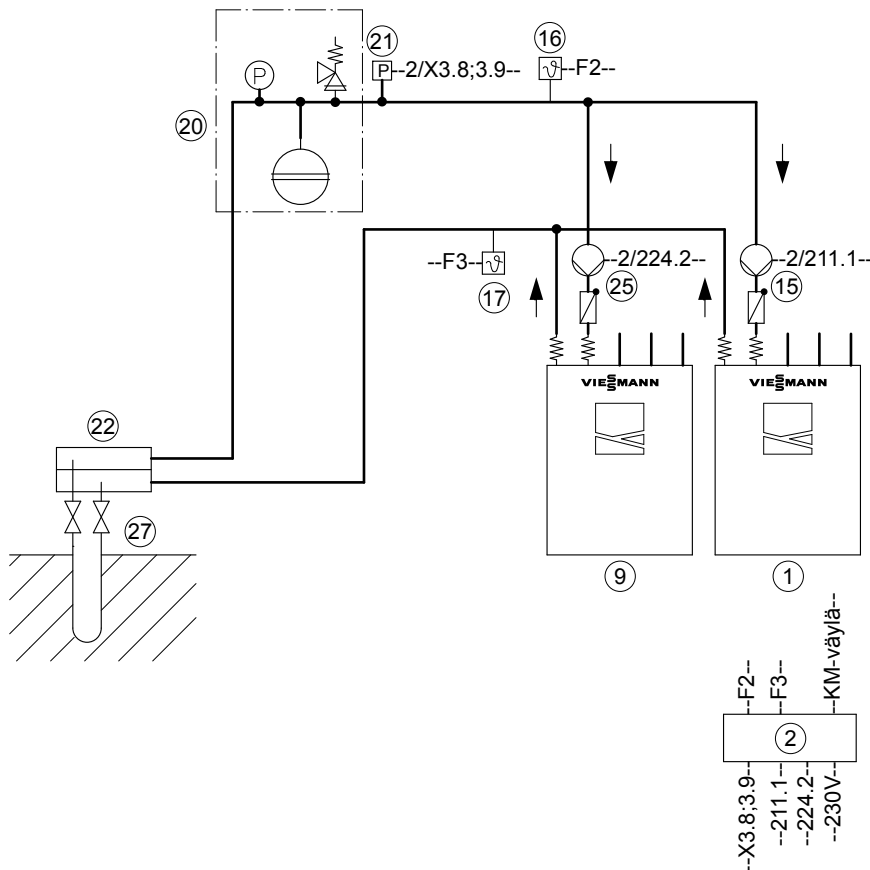 21
16
P
--2/X3.8;3.9--
--F2--
P
20
--F3--
--2/224.2--
--2/211.1--
17
25
15
VIESMANN
VIESMANN
22
27
9
1
--F2--
--F3--
--KM-väylä--
2
--X3.8;3.9--
--211.1--
--224.2--
--230V--